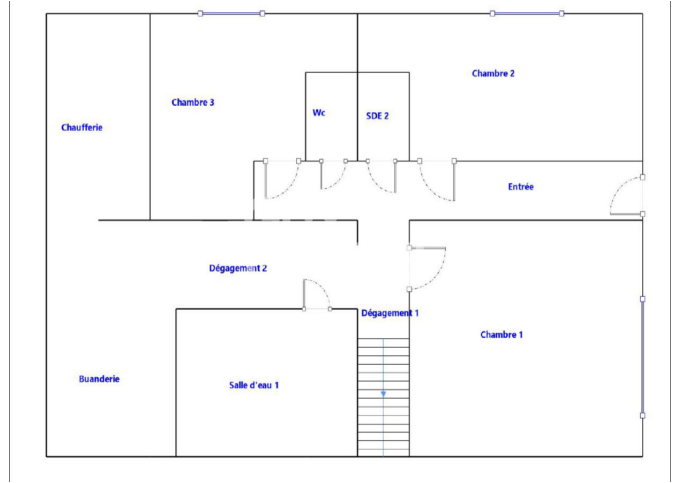 Chambre 2
Chambre 3
Wc
SDE 2
Chaufferie
Entrée
Dégagement 2
Dégagement 1
Chambre 1
Buanderie
Salle d'eau 1